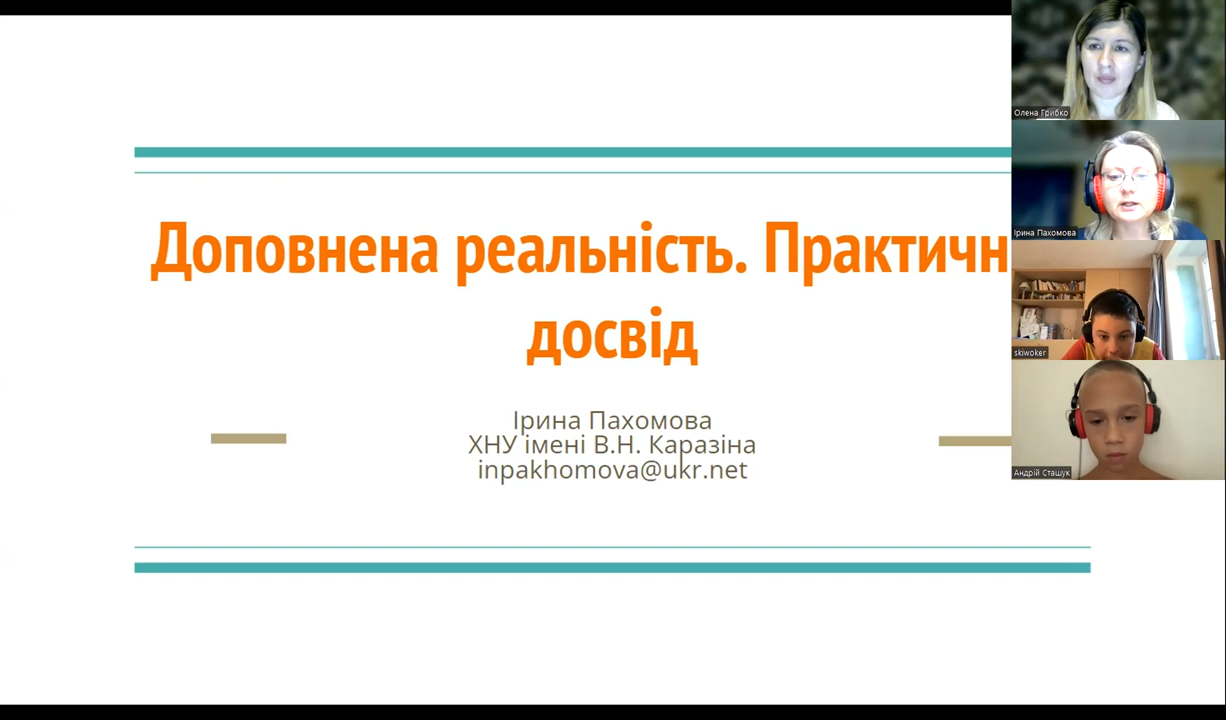 Доповнена реальність. Практичн
досвід
Ірина Пахомова
ХНУ імені В.Н. Каразіна
inpakhomova@ukr.net
Олена Грибко
Ірина Пахомова
skiwoker
Андрій Сташук